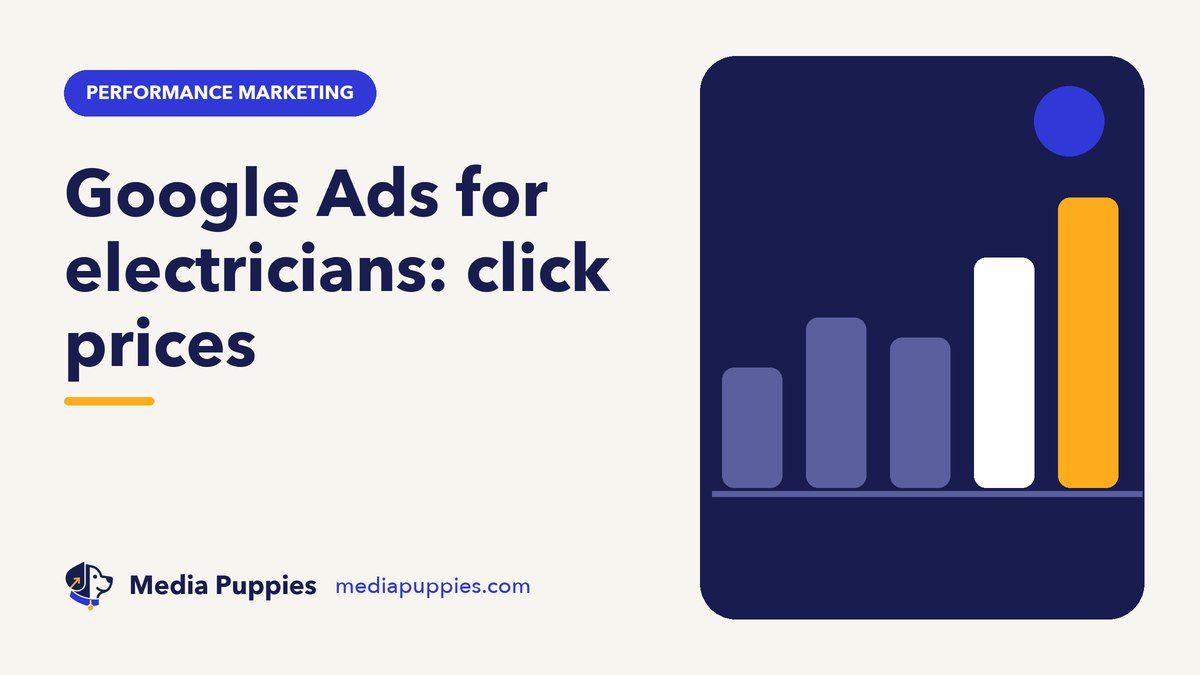 PERFORMANCE MARKETING
Google Ads for
electricians: click
prices
Media Puppies mediapuppies.com